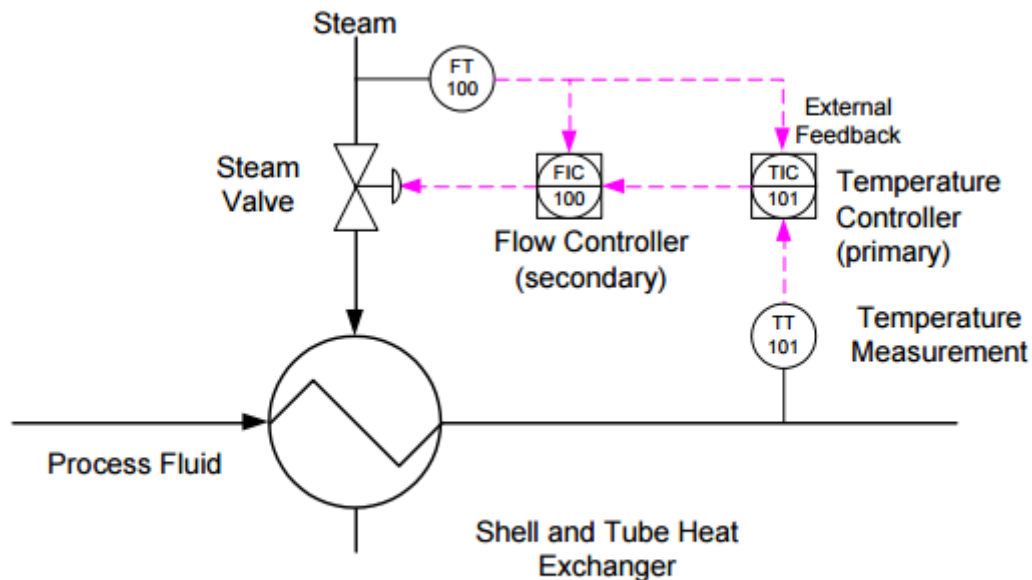 Steam
FT
100
External
Feedback
Steam
Valve
FIC
100
TIC
101
Temperature
Controller
(primary)
Flow Controller
(secondary)
TT
101
Temperature
Measurement
Process Fluid
Shell and Tube Heat
Exchanger